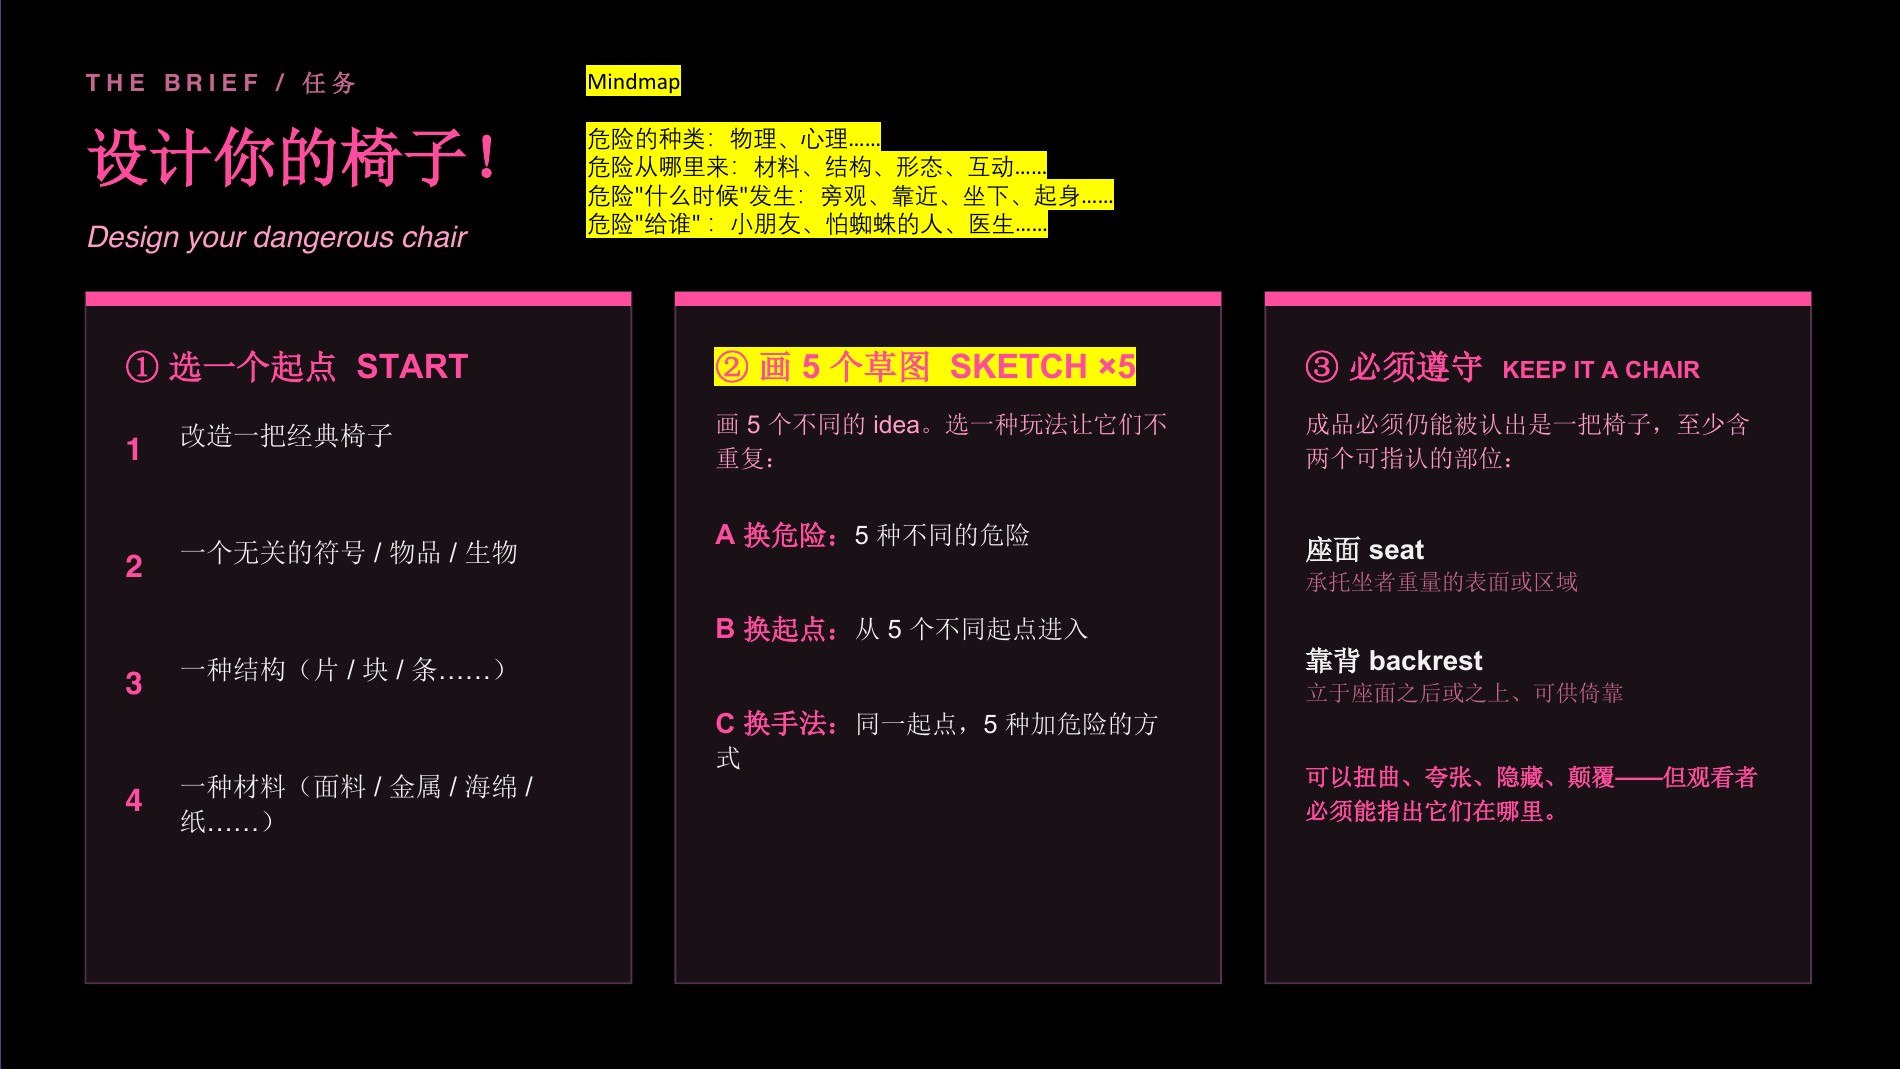 THE BRIEF / 任务
设计你的椅子！
Design your dangerous chair
Mindmap
危险的种类：物理、心理……
危险从哪里来：材料、结构、形态、互动……
危险"什么时候"发生：旁观、靠近、坐下、起身……
危险"给谁"：小朋友、怕蜘蛛的人、医生……
① 选一个起点 START
1 改造一把经典椅子
2 一个无关的符号 / 物品 / 生物
3 一种结构（片 / 块 / 条……）
4 一种材料（面料 / 金属 / 海绵 /
纸……）
② 画 5 个草图 SKETCH ×5
画 5 个不同的 idea。选一种玩法让它们不
重复：
A 换危险：5 种不同的危险
B 换起点：从 5 个不同起点进入
C 换手法：同一起点，5 种加危险的方
式
③ 必须遵守 KEEP IT A CHAIR
成品必须仍能被认出是一把椅子，至少含
两个可指认的部位：
座面 seat
承托坐者重量的表面或区域
靠背 backrest
立于座面之后或之上、可供倚靠
可以扭曲、夸张、隐藏、颠覆——但观看者
必须能指出它们在哪里。